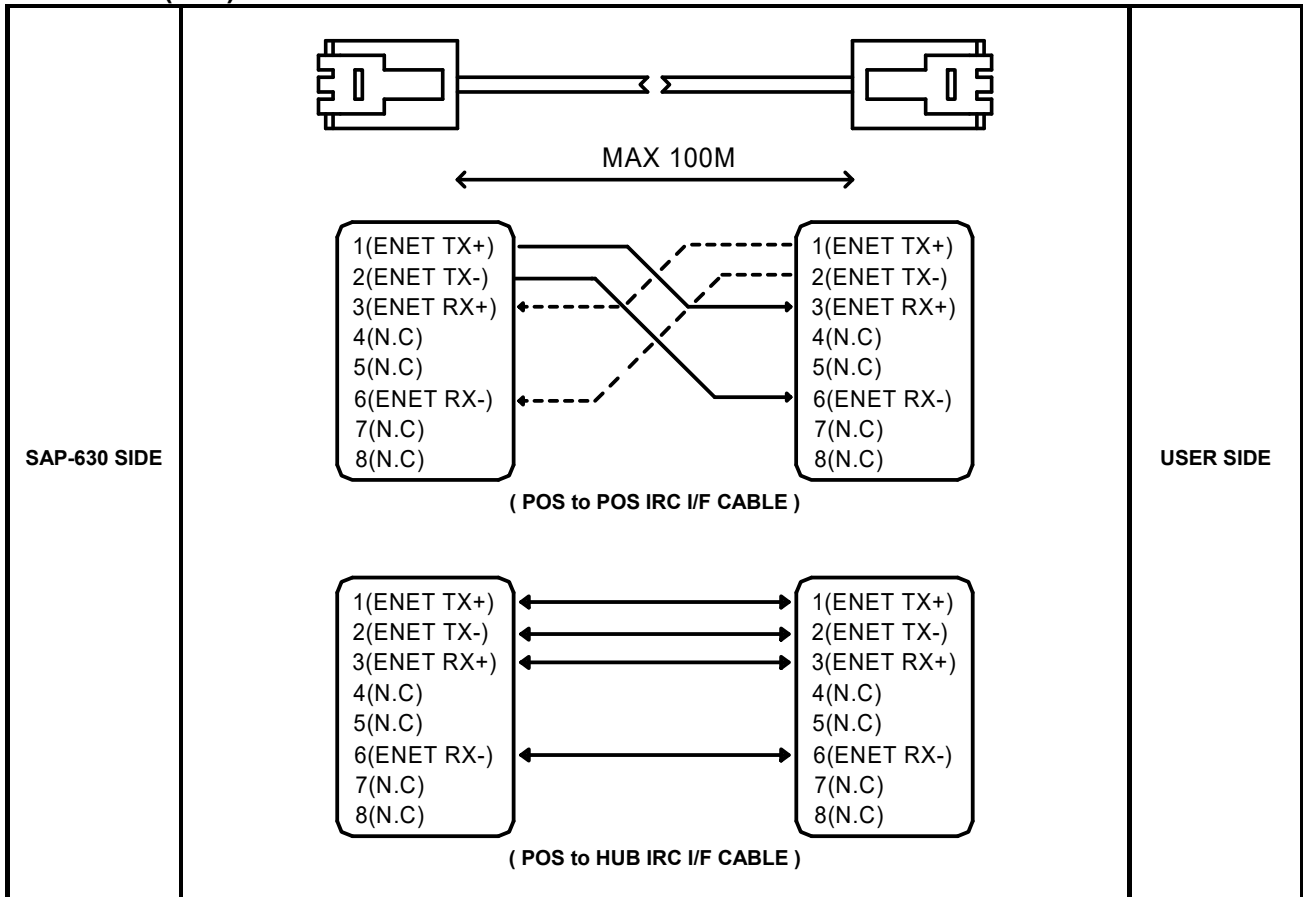 MAX 100M
1(ENET TX+)
2(ENET TX-)
3(ENET RX+)
4(N.C)
5(N.C)
6(ENET RX-)
7(N.C)
8(N.C)
1(ENET TX+)
2(ENET TX-)
3(ENET RX+)
4(N.C)
5(N.C)
6(ENET RX-)
7(N.C)
8(N.C)
SAP-630 SIDE
USER SIDE
( POS to POS IRC I/F CABLE )
1(ENET TX+)
2(ENET TX-)
3(ENET RX+)
4(N.C)
5(N.C)
6(ENET RX-)
7(N.C)
8(N.C)
1(ENET TX+)
2(ENET TX-)
3(ENET RX+)
4(N.C)
5(N.C)
6(ENET RX-)
7(N.C)
8(N.C)
( POS to HUB IRC I/F CABLE )